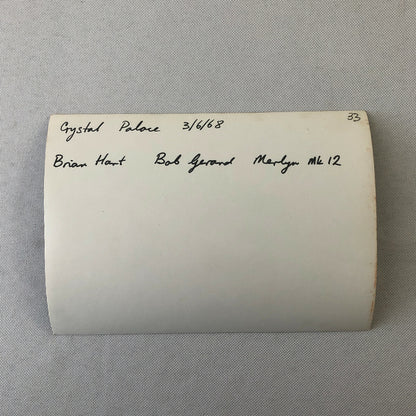 Crystal Palace 3/6/68 33
Brian Hart Bob Gerard Merlyn Mk 12